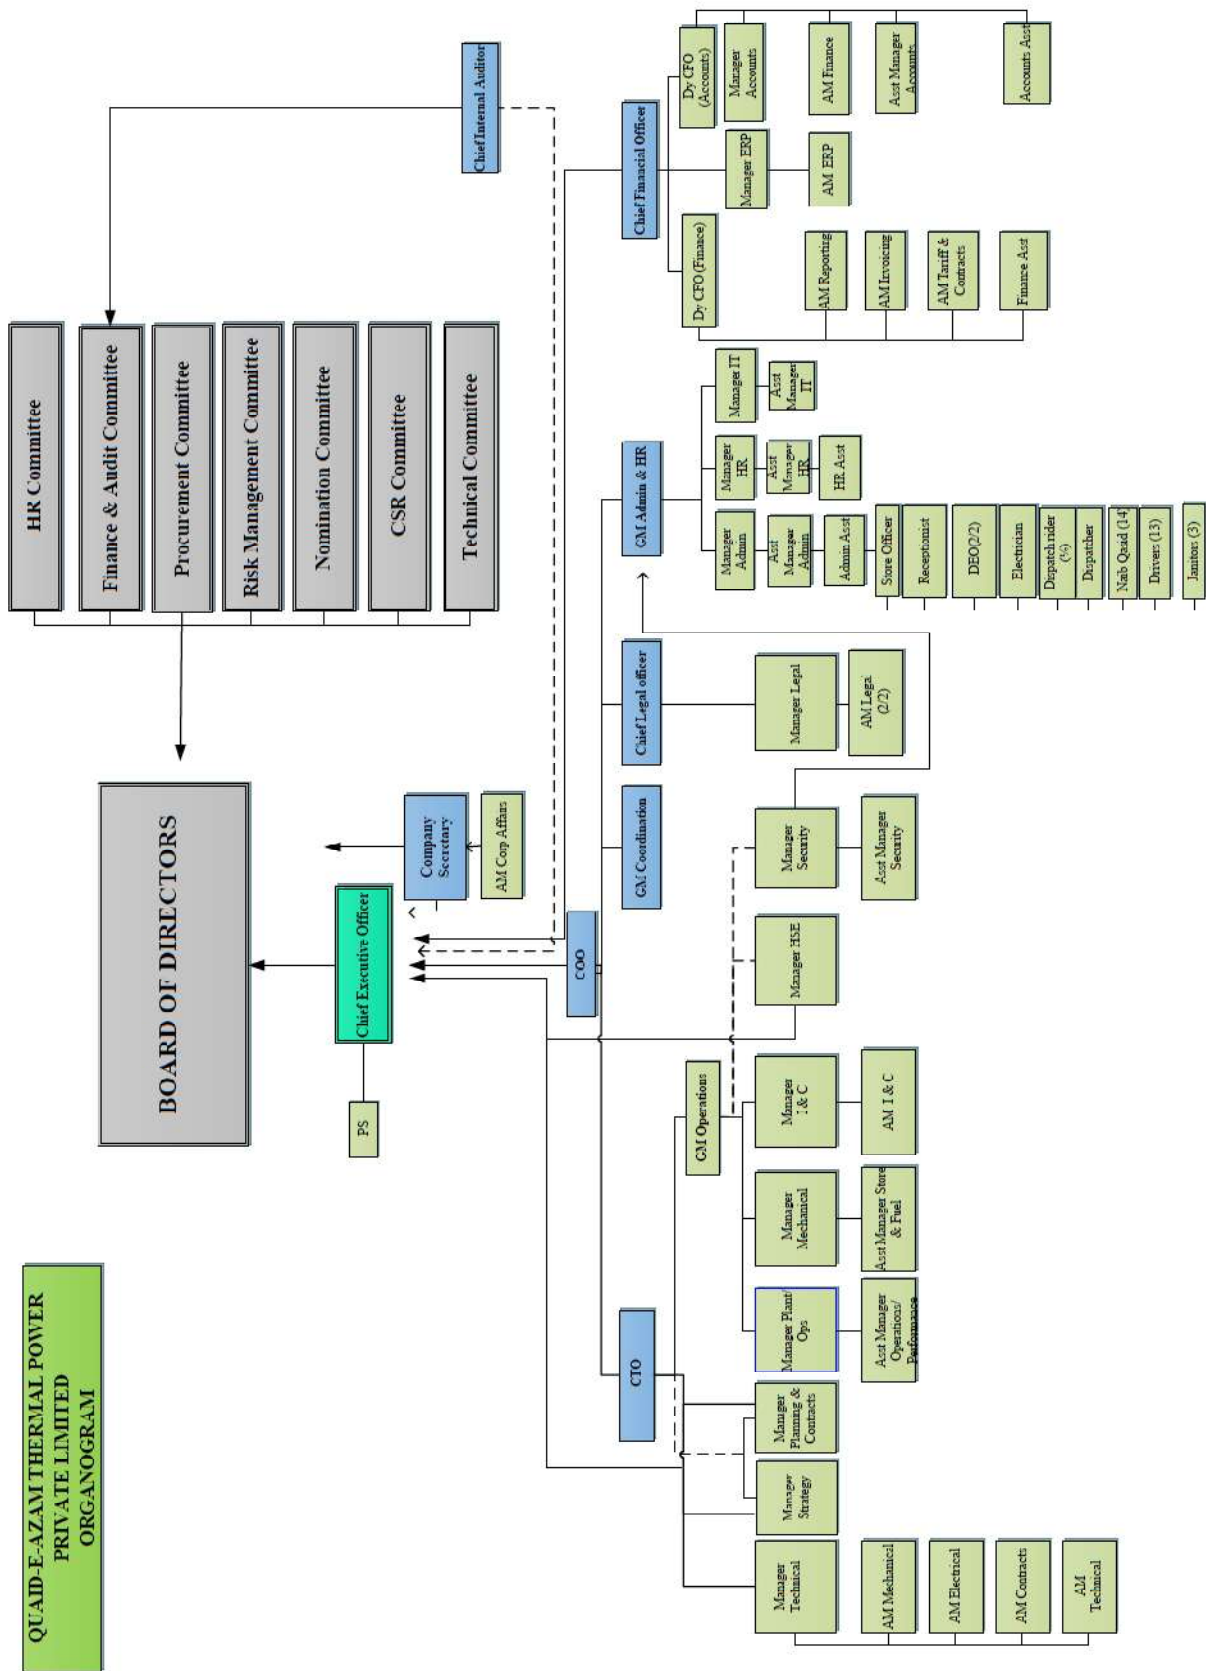 QUAID-E-AZAM THERMAL POWER
PRIVATE LIMITED
ORGANOGRAM
BOARD OF DIRECTORS
HR Committee
Finance & Audit Committee
Procurement Committee
Risk Management Committee
Nomination Committee
CSR Committee
Technical Committee
PS
Chief Executive Officer
Company
Secretary
AM Corp Affairs
Chief Internal Auditor
COO
CTO
GM Coordination
Chief Legal officer
GM Admin & HR
Chief Financial Officer
GM Operations
Manager
Technical
AM Mechanical
AM Electrical
AM Contracts
AM
Technical
Manager
Strategy
Manager
Planning &
Contracts
Manager Plant/
Ops
Asst Manager
Operations/
Performance
Manager
Mechanical
Asst Manager Store
& Fuel
Manager
I & C
AM I & C
Manager HSE
Manager
Security
Asst Manager
Security
Manager Legal
AM Legal
(2/2)
Manager
Admin
Asst
Manager
Admin
Admin Asst
Store Officer
Receptionist
DEO(2/2)
Electrician
Dispatch rider
Dispatcher
Naib Qasid (14)
Drivers (13)
Janitors (3)
Manager
HR
Asst
Manager
HR
HR Asst
Manager IT
Asst
Manager
IT
Dy CFO (Finance)
AM Reporting
AM Invoicing
AM Tariff &
Contracts
Finance Asst
Manager ERP
AM ERP
Dy CFO
(Accounts)
Manager
Accounts
AM Finance
Asst Manager
Accounts
Accounts Asst